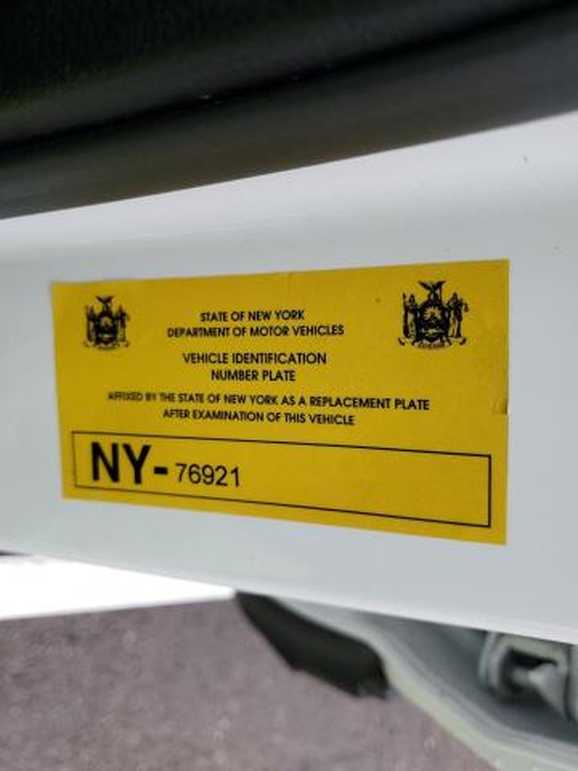 STATE OF NEW YORK
DEPARTMENT OF MOTOR VEHICLES
VEHICLE IDENTIFICATION
NUMBER PLATE
AFFIXED BY THE STATE OF NEW YORK AS A REPLACEMENT PLATE
AFTER EXAMINATION OF THIS VEHICLE
NY-76921